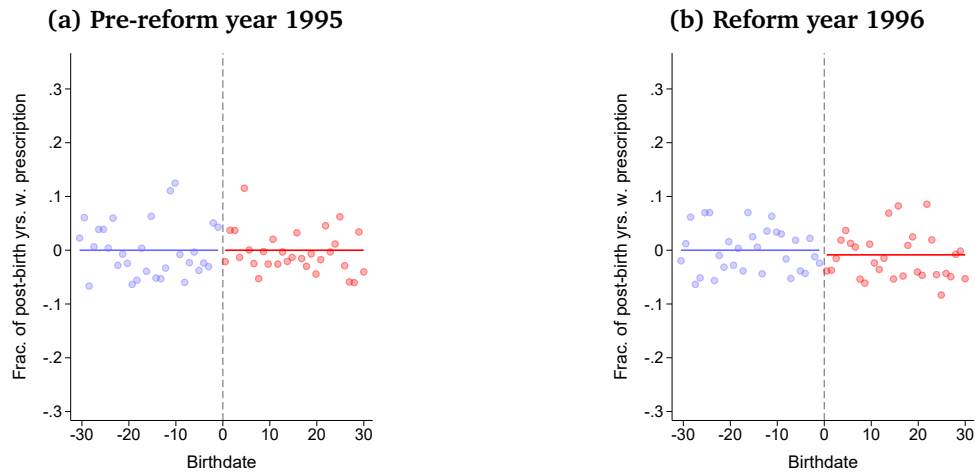 (a) Pre-reform year 1995
Frac. of post-birth yrs. w. prescription
.3
.2
.1
0
-.1
-.2
-.3
-30 -20 -10 0 10 20 30
Birthdate
(b) Reform year 1996
Frac. of post-birth yrs. w. prescription
.3
.2
.1
0
-.1
-.2
-.3
-30 -20 -10 0 10 20 30
Birthdate